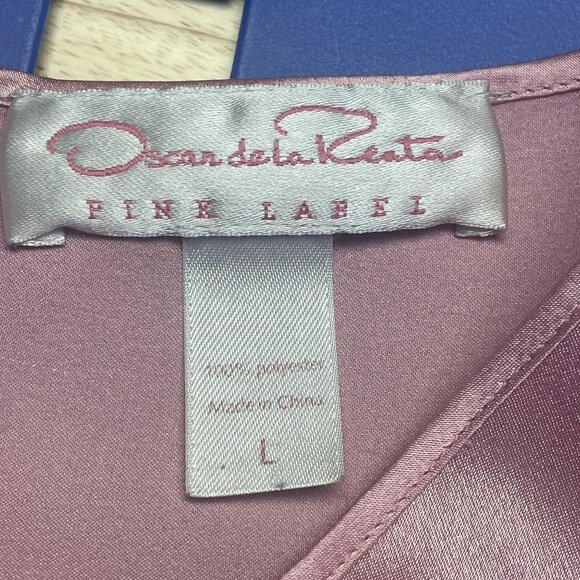 Oscar de la Renta
PINK LABEL
100% polyester
Made in China
L